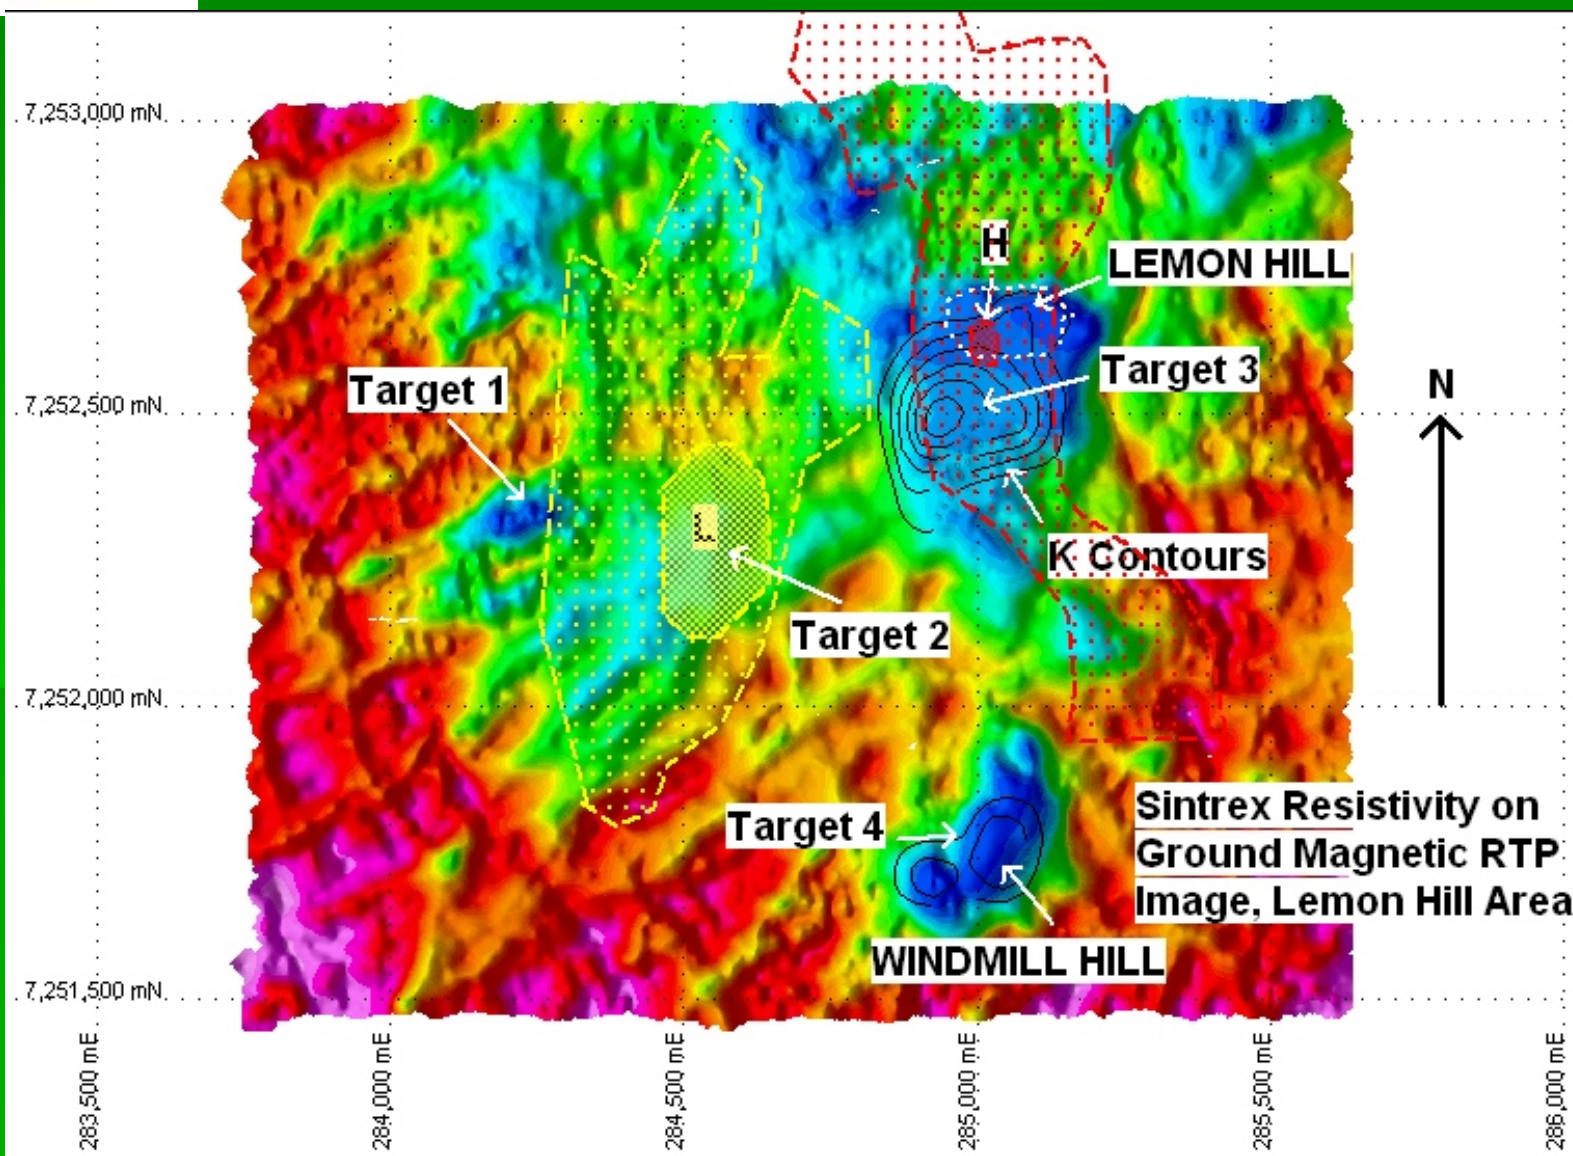 7,253,000 mN
H
LEMON HILL
Target 3
Target 1
7,252,500 mN
N
L
K Contours
Target 2
7,252,000 mN
Target 4
Sintrex Resistivity on
Ground Magnetic RTP
Image, Lemon Hill Area
WINDMILL HILL
7,251,500 mN
283,500 mE
284,000 mE
284,500 mE
285,000 mE
285,500 mE
286,000 mE